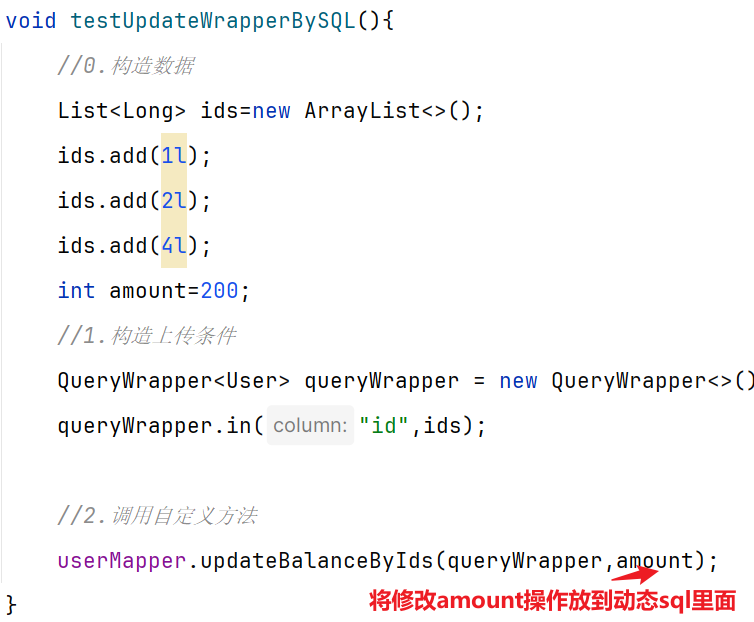 void testUpdateWrapperBySQL(){
//0.构造数据
List<Long> ids=new ArrayList<>();
ids.add(1l);
ids.add(2l);
ids.add(4l);
int amount=200;
//1.构造上传条件
QueryWrapper<User> queryWrapper = new QueryWrapper<>()
queryWrapper.in( column: "id",ids);
//2.调用自定义方法
userMapper.updateBalanceByIds(queryWrapper,amount);
将修改amount操作放到动态sql里面
}